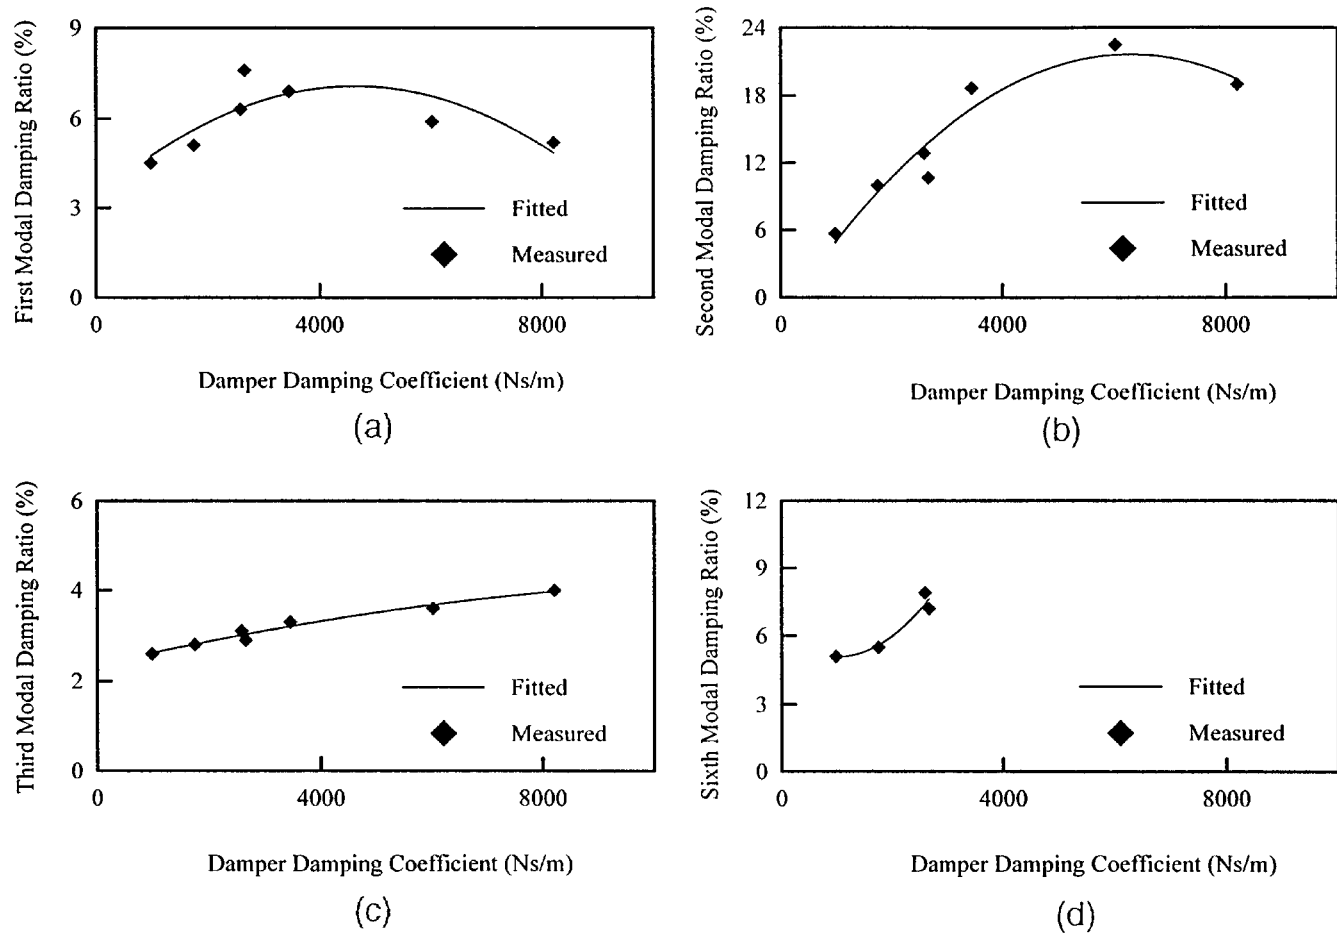 First Modal Damping Ratio (%)
9
6
3
0
0 4000 8000
Fitted
Measured
Damper Damping Coefficient (Ns/m)
(a)
Second Modal Damping Ratio (%)
24
18
12
6
0
0 4000 8000
Fitted
Measured
Damper Damping Coefficient (Ns/m)
(b)
Third Modal Damping Ratio (%)
6
4
2
0
0 4000 8000
Fitted
Measured
Damper Damping Coefficient (Ns/m)
(c)
Sixth Modal Damping Ratio (%)
12
9
6
3
0
0 4000 8000
Fitted
Measured
Damper Damping Coefficient (Ns/m)
(d)